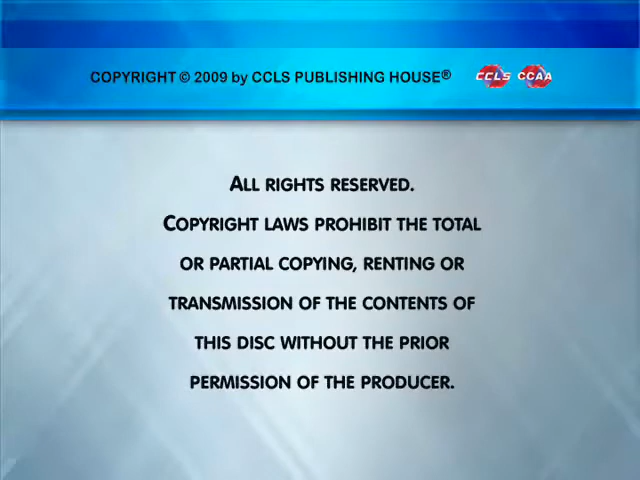 COPYRIGHT © 2009 by CCLS PUBLISHING HOUSE® CCLS CCAA
ALL RIGHTS RESERVED.
COPYRIGHT LAWS PROHIBIT THE TOTAL
OR PARTIAL COPYING, RENTING OR
TRANSMISSION OF THE CONTENTS OF
THIS DISC WITHOUT THE PRIOR
PERMISSION OF THE PRODUCER.